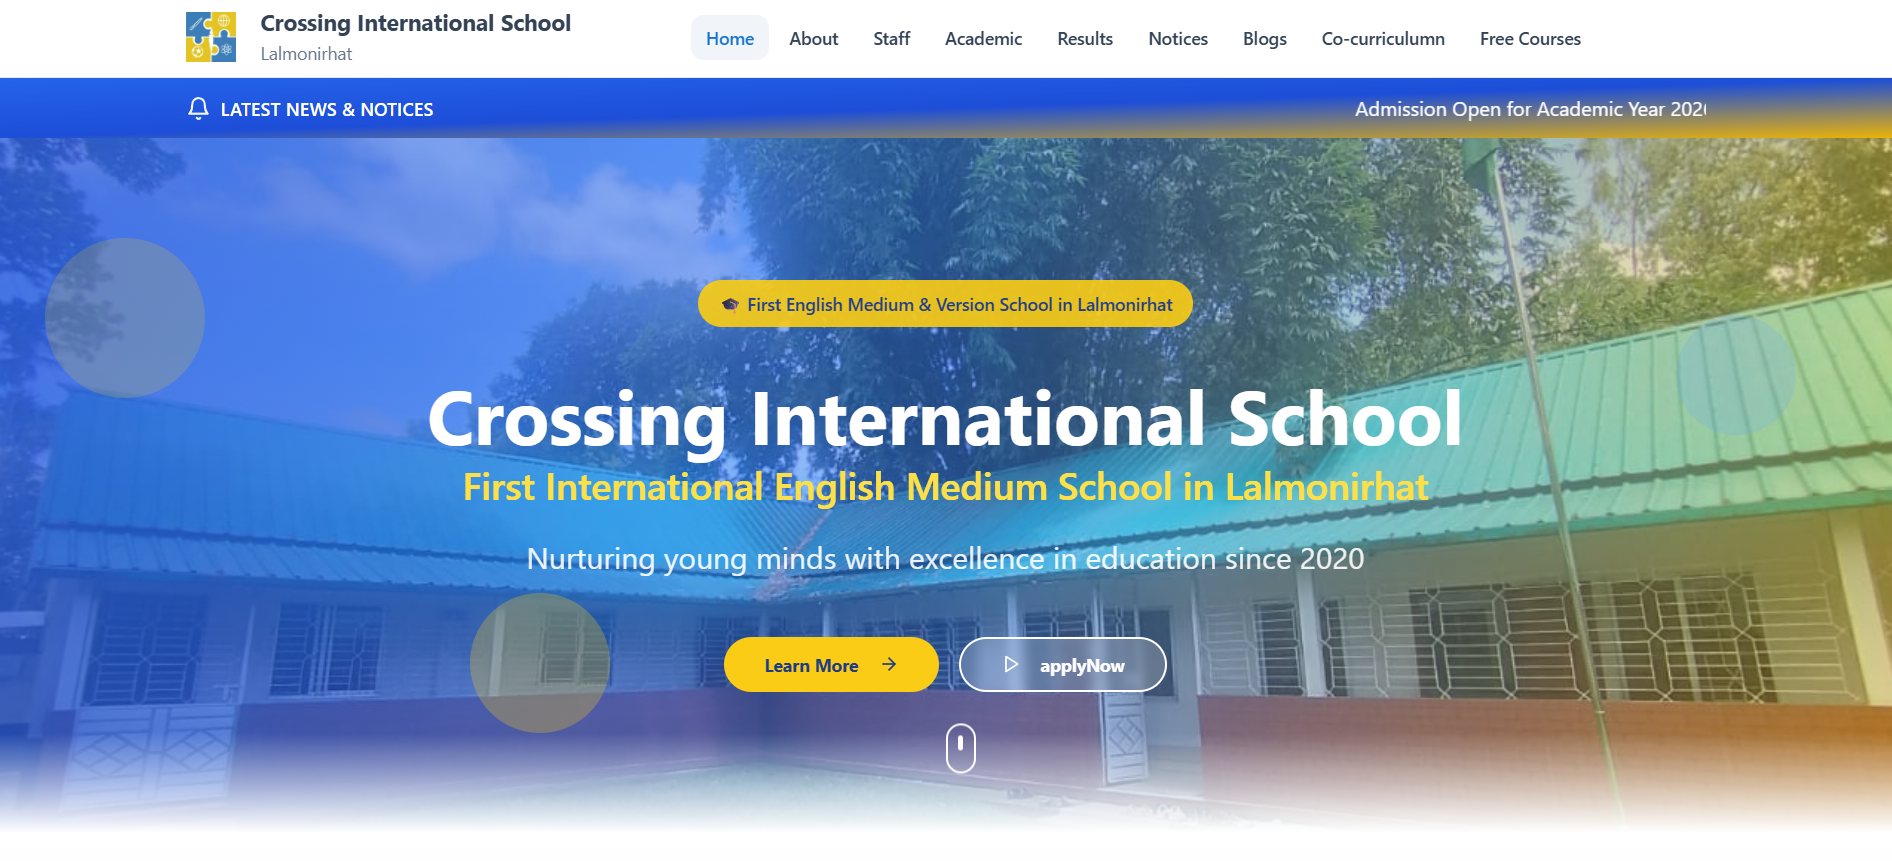 Crossing International School
Lalmonirhat
Home About Staff Academic Results Notices Blogs Co-curriculumn Free Courses
LATEST NEWS & NOTICES
Admission Open for Academic Year 202
🎓 First English Medium & Version School in Lalmonirhat
Crossing International School
First International English Medium School in Lalmonirhat
Nurturing young minds with excellence in education since 2020
Learn More
applyNow